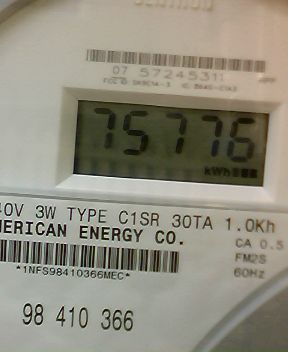 07 57245311
75776
kWh
40V 3W TYPE C1SR 30TA 1.0Kh
MERICAN ENERGY CO.
CA 0.5
*1NFS98410366MEC*
FM2S
60Hz
98 410 366